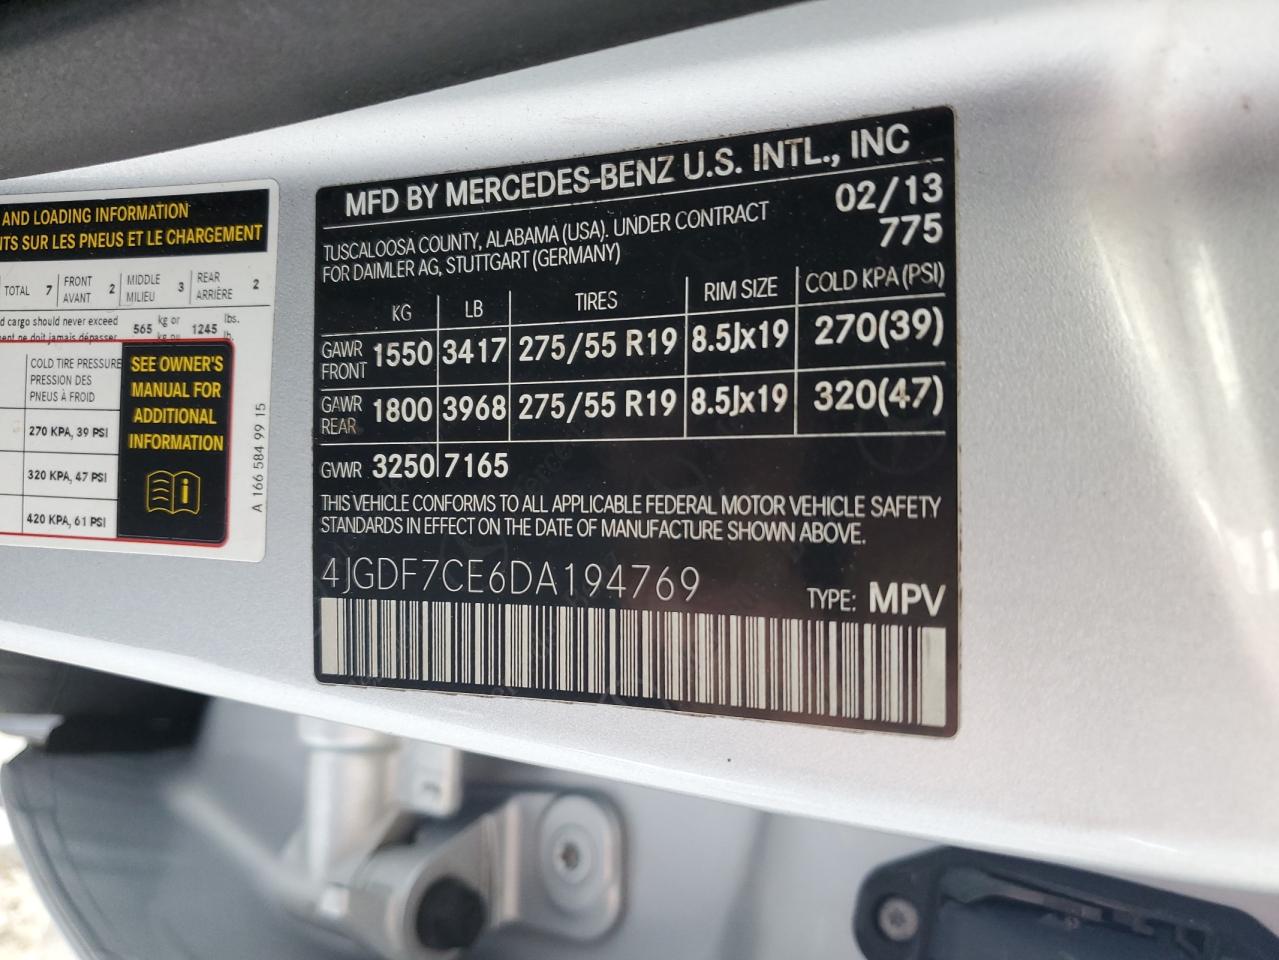 AND LOADING INFORMATION
NTS SUR LES PNEUS ET LE CHARGEMENT
TOTAL 7 FRONT AVANT 2 MIDDLE MILIEU 3 REAR ARRIÈRE 2
d cargo should never exceed 565 kg or 1245 lbs.
ent ne doit jamais dépasser
COLD TIRE PRESSURE
PRESSION DES
PNEUS À FROID
270 KPA, 39 PSI
320 KPA, 47 PSI
420 KPA, 61 PSI
SEE OWNER'S
MANUAL FOR
ADDITIONAL
INFORMATION
A 166 584 99 15
MFD BY MERCEDES-BENZ U.S. INTL., INC
TUSCALOOSA COUNTY, ALABAMA (USA). UNDER CONTRACT 02/13
FOR DAIMLER AG, STUTTGART (GERMANY) 775
KG LB TIRES RIM SIZE COLD KPA(PSI)
GAWR FRONT 1550 3417 275/55 R19 8.5Jx19 270(39)
GAWR REAR 1800 3968 275/55 R19 8.5Jx19 320(47)
GVWR 3250 7165
THIS VEHICLE CONFORMS TO ALL APPLICABLE FEDERAL MOTOR VEHICLE SAFETY
STANDARDS IN EFFECT ON THE DATE OF MANUFACTURE SHOWN ABOVE.
4JGDF7CE6DA194769 TYPE: MPV